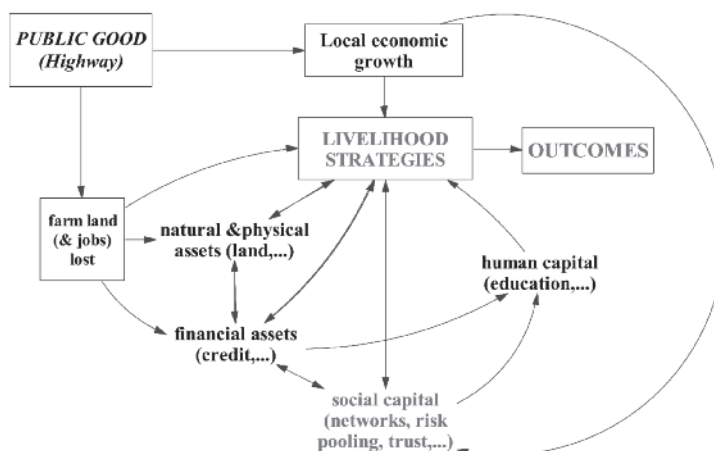 PUBLIC GOOD
(Highway)
Local economic
growth
LIVELIHOOD
STRATEGIES
OUTCOMES
farm land
(& jobs)
lost
natural &physical
assets (land,...)
human capital
(education,...)
financial assets
(credit,...)
social capital
(networks, risk
pooling, trust,...)